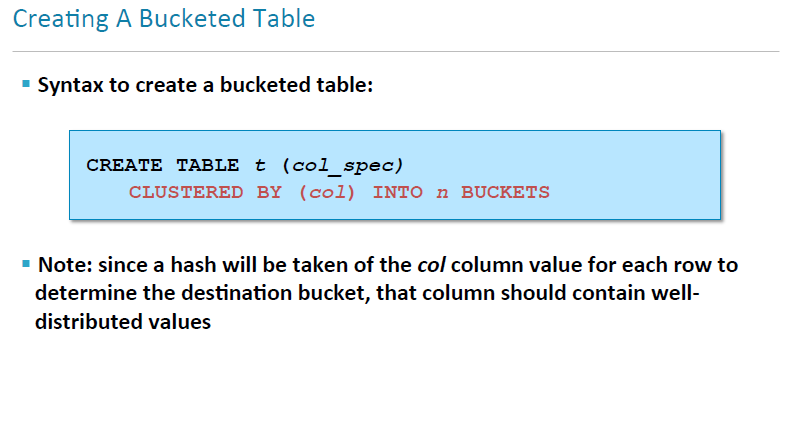 Creating A Bucketed Table
▪ Syntax to create a bucketed table:
CREATE TABLE t (col_spec)
CLUSTERED BY (col) INTO n BUCKETS
▪ Note: since a hash will be taken of the col column value for each row to
determine the destination bucket, that column should contain well-
distributed values